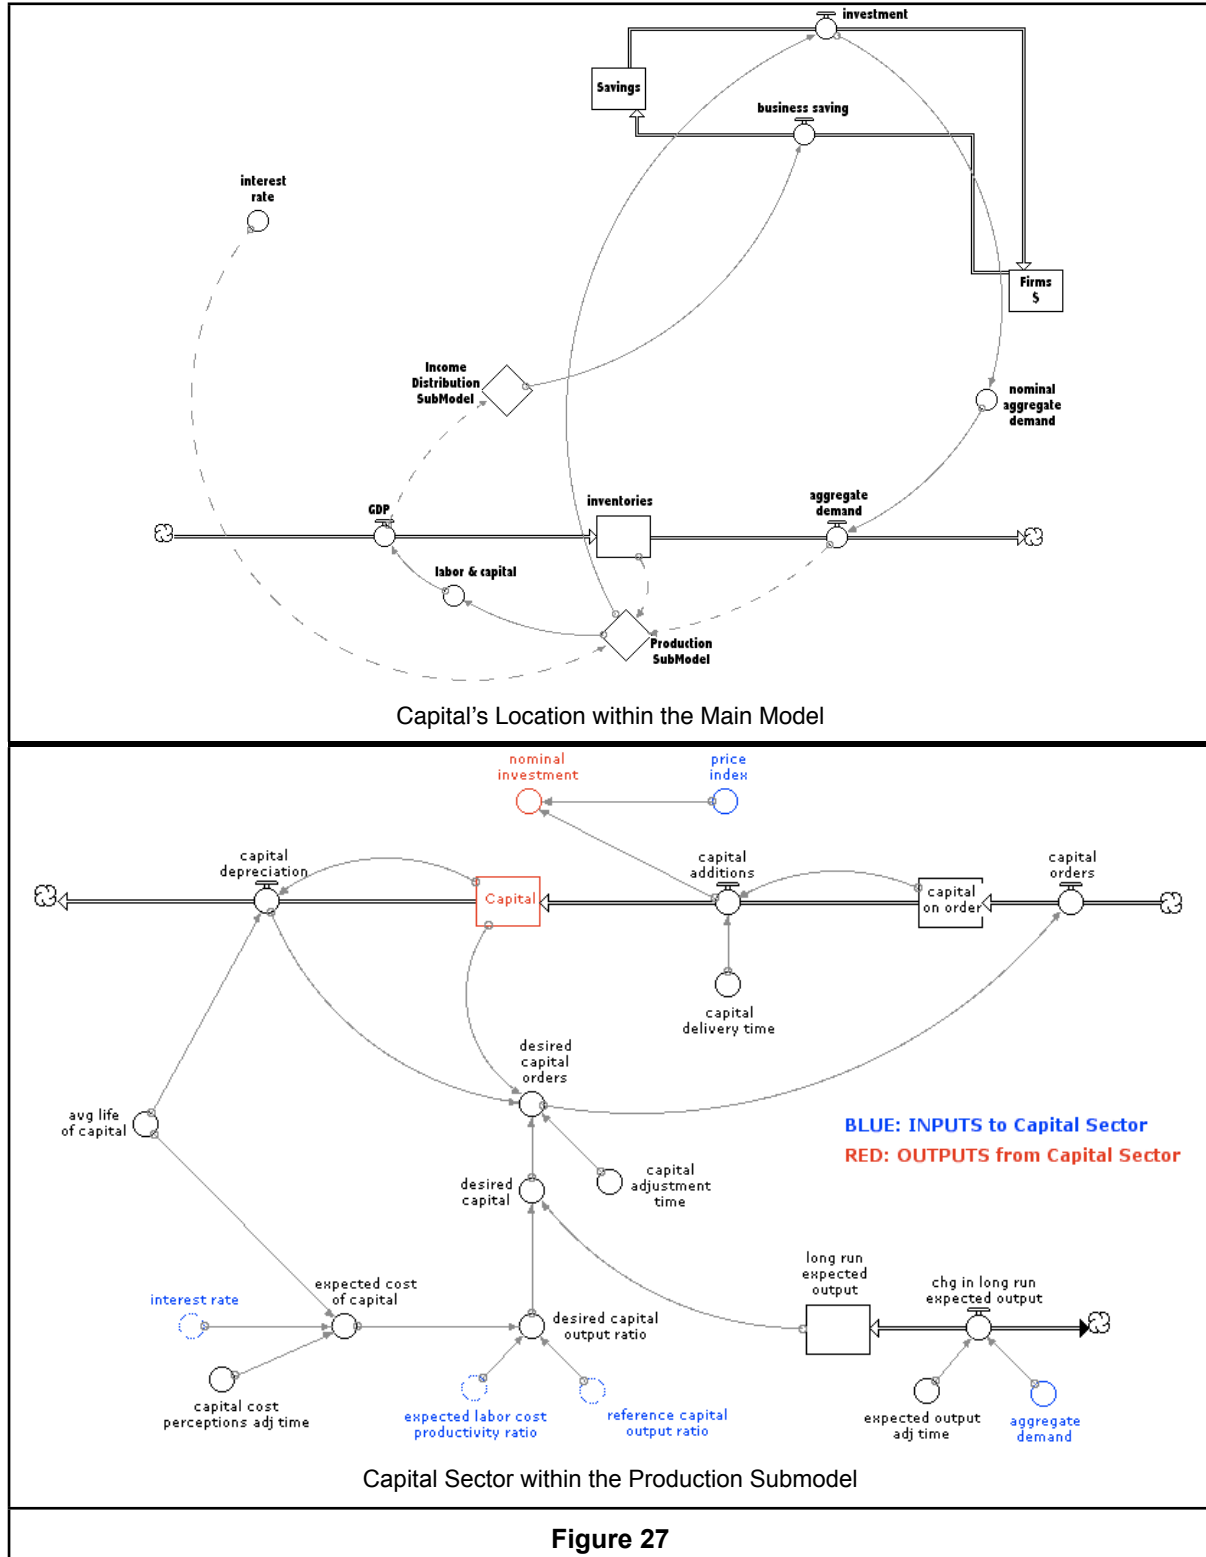 investment
Savings
business saving
interest
rate
Firms
$
Income
Distribution
SubModel
nominal
aggregate
demand
GDP
inventories
aggregate
demand
labor & capital
Production
SubModel
Capital's Location within the Main Model
nominal
investment
price
index
capital
depreciation
capital
additions
capital
orders
Capital
capital
on order
capital
delivery time
desired
capital
orders
avg life
of capital
BLUE: INPUTS to Capital Sector
RED: OUTPUTS from Capital Sector
capital
adjustment
time
desired
capital
long run
expected
output
chg in long run
expected output
expected cost
of capital
interest rate
desired capital
output ratio
capital cost
perceptions adj time
expected labor cost
productivity ratio
reference capital
output ratio
expected output
adj time
aggregate
demand
Capital Sector within the Production Submodel
Figure 27